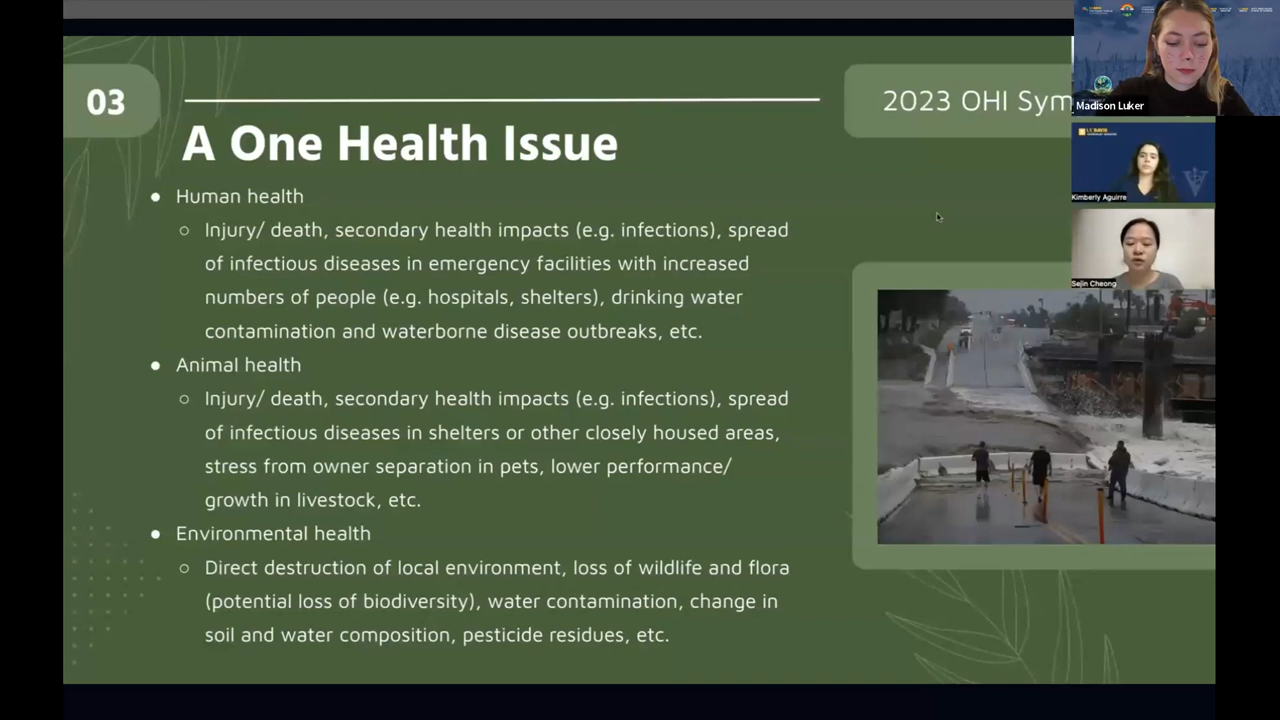 03
2023 OHI Sym
A One Health Issue
● Human health
○ Injury/ death, secondary health impacts (e.g. infections), spread
of infectious diseases in emergency facilities with increased
numbers of people (e.g. hospitals, shelters), drinking water
contamination and waterborne disease outbreaks, etc.
● Animal health
○ Injury/ death, secondary health impacts (e.g. infections), spread
of infectious diseases in shelters or other closely housed areas,
stress from owner separation in pets, lower performance/
growth in livestock, etc.
● Environmental health
○ Direct destruction of local environment, loss of wildlife and flora
(potential loss of biodiversity), water contamination, change in
soil and water composition, pesticide residues, etc.
Madison Luker
UC DAVIS
Kimberly Aguirre
Sejin Cheong